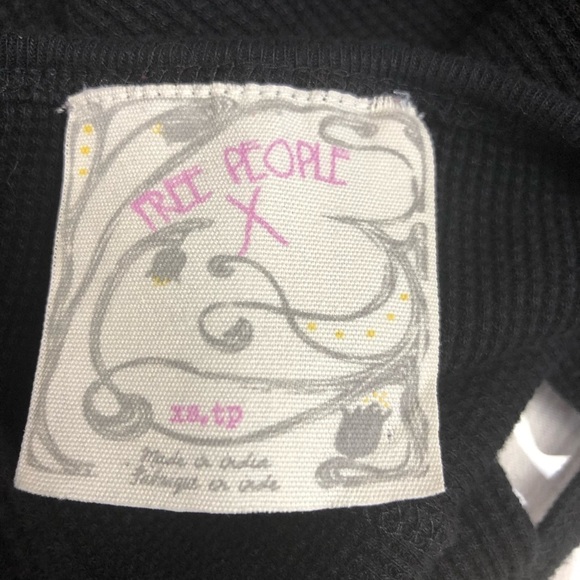 FREE PEOPLE
X
xs.tp
Made in India
Fabriqué en Inde